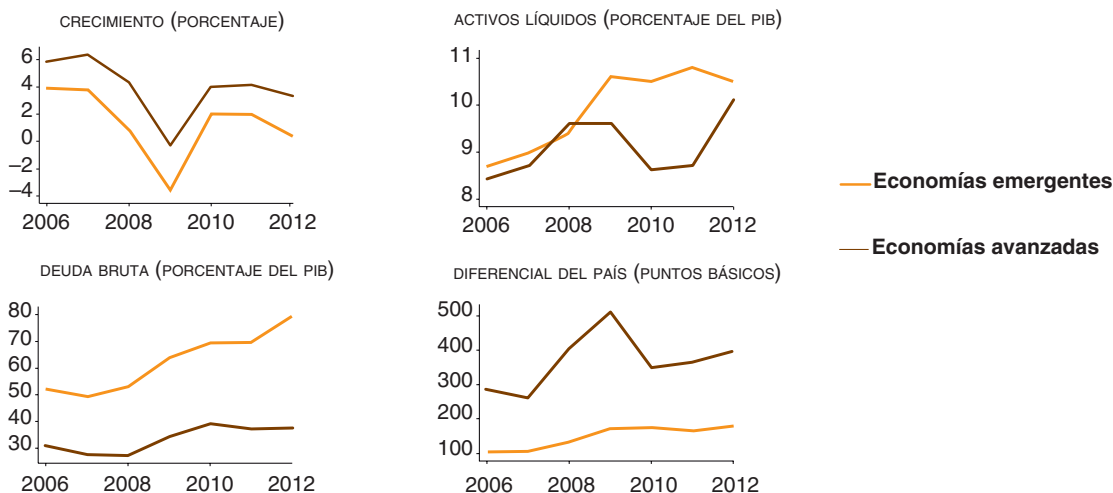 CRECIMIENTO (PORCENTAJE)
6
4
2
0
–2
–4
2006 2008 2010 2012
ACTIVOS LÍQUIDOS (PORCENTAJE DEL PIB)
11
10
9
8
2006 2008 2010 2012
Economías emergentes
Economías avanzadas
DEUDA BRUTA (PORCENTAJE DEL PIB)
80
70
60
50
40
30
2006 2008 2010 2012
DIFERENCIAL DEL PAÍS (PUNTOS BÁSICOS)
500
400
300
200
100
2006 2008 2010 2012